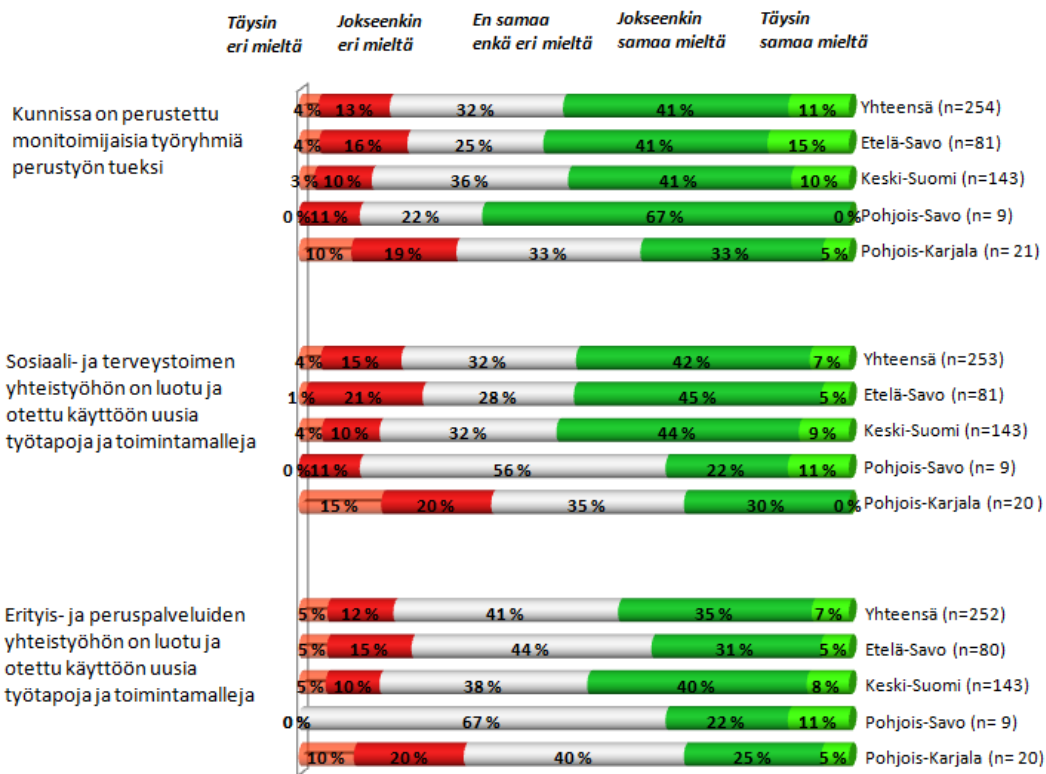 Täysin eri mieltä
Jokseenkin eri mieltä
En samaa enkä eri mieltä
Jokseenkin samaa mieltä
Täysin samaa mieltä
Kunnissa on perustettu
monitoimijaisia työryhmiä
perustyön tueksi
4 % 13 % 32 % 41 % 11 % Yhteensä (n=254)
4 % 16 % 25 % 41 % 15 % Etelä-Savo (n=81)
3 % 10 % 36 % 41 % 10 % Keski-Suomi (n=143)
0 % 11 % 22 % 67 % 0 % Pohjois-Savo (n= 9)
10 % 19 % 33 % 33 % 5 % Pohjois-Karjala (n= 21)
Sosiaali- ja terveystoimen
yhteistyöhön on luotu ja
otettu käyttöön uusia
työtapoja ja toimintamalleja
4 % 15 % 32 % 42 % 7 % Yhteensä (n=253)
1 % 21 % 28 % 45 % 5 % Etelä-Savo (n=81)
4 % 10 % 32 % 44 % 9 % Keski-Suomi (n=143)
0 % 11 % 56 % 22 % 11 % Pohjois-Savo (n= 9)
15 % 20 % 35 % 30 % 0 % Pohjois-Karjala (n=20 )
Erityis- ja peruspalveluiden
yhteistyöhön on luotu ja
otettu käyttöön uusia
työtapoja ja toimintamalleja
5 % 12 % 41 % 35 % 7 % Yhteensä (n=252)
5 % 15 % 44 % 31 % 5 % Etelä-Savo (n=80)
5 % 10 % 38 % 40 % 8 % Keski-Suomi (n=143)
0 % 67 % 22 % 11 % Pohjois-Savo (n= 9)
10 % 20 % 40 % 25 % 5 % Pohjois-Karjala (n= 20)